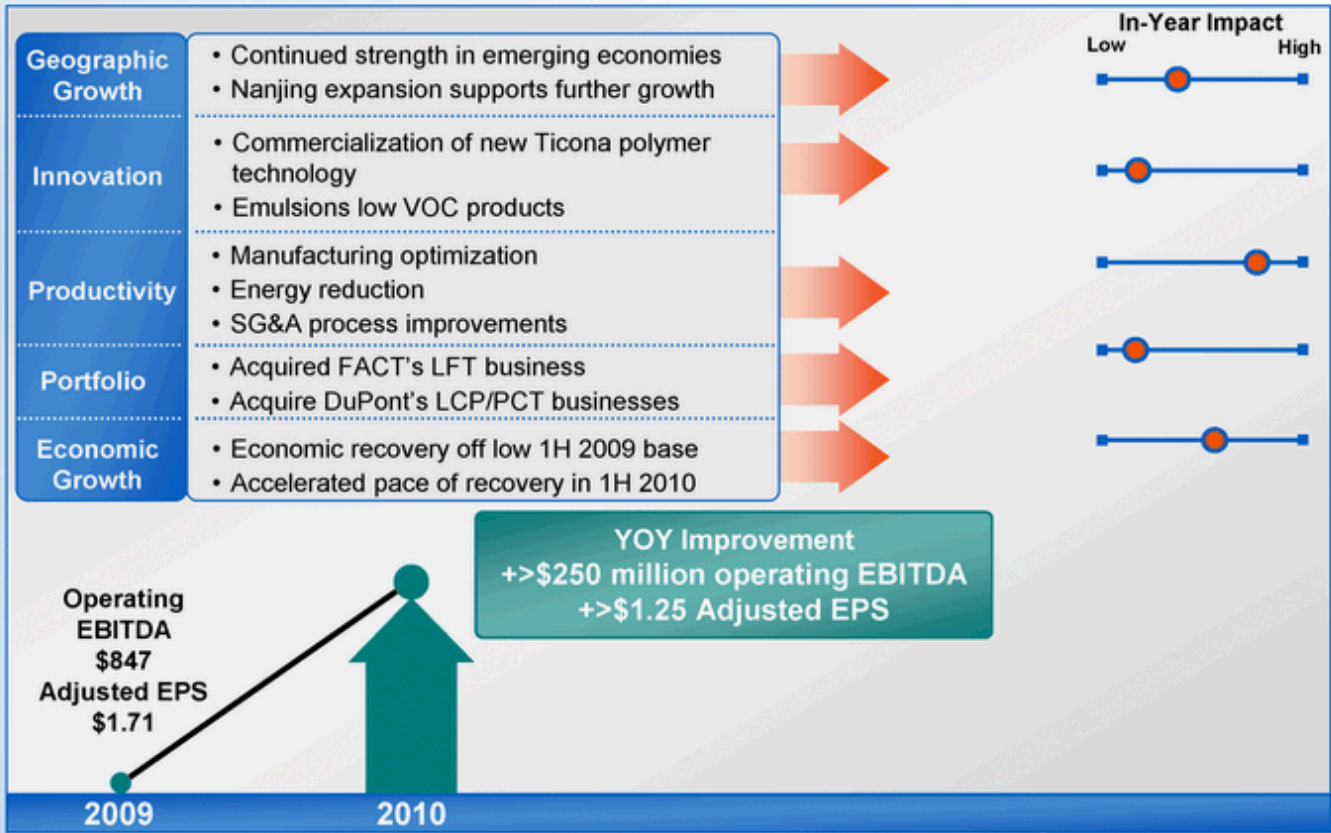 In-Year Impact
Low
High
Geographic
Growth
• Continued strength in emerging economies
• Nanjing expansion supports further growth
Innovation
• Commercialization of new Ticona polymer
technology
• Emulsions low VOC products
Productivity
• Manufacturing optimization
• Energy reduction
• SG&A process improvements
Portfolio
• Acquired FACT's LFT business
• Acquire DuPont's LCP/PCT businesses
Economic
Growth
• Economic recovery off low 1H 2009 base
• Accelerated pace of recovery in 1H 2010
YOY Improvement
+>$250 million operating EBITDA
+>$1.25 Adjusted EPS
Operating
EBITDA
$847
Adjusted EPS
$1.71
2009
2010